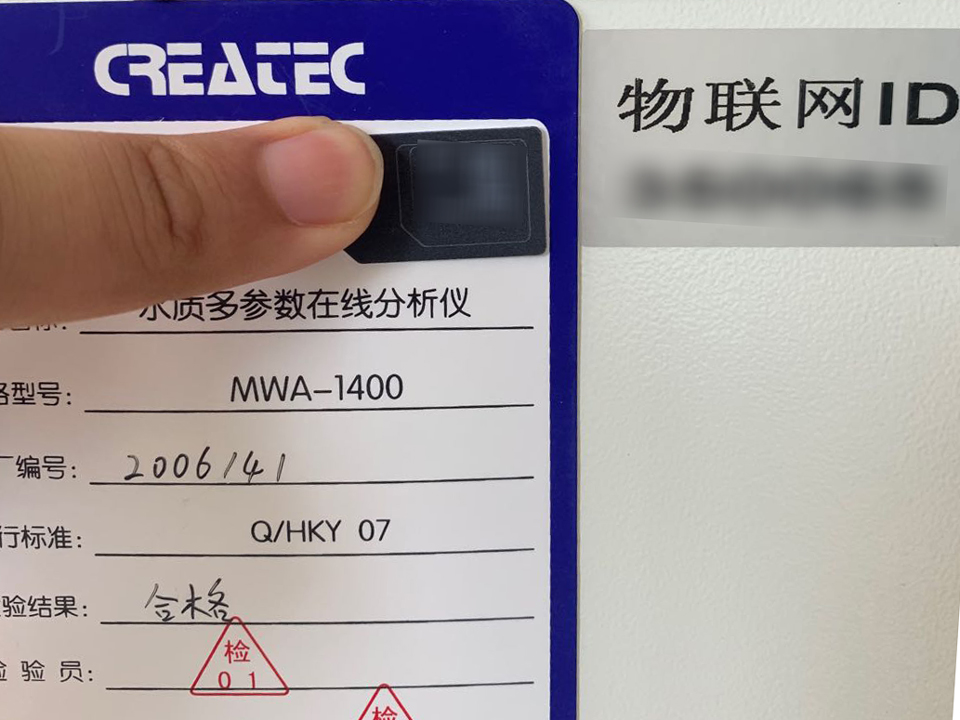 CREATEC
物联网ID
水质多参数在线分析仪
格型号: MWA-1400
厂编号: 2006141
行标准: Q/HKY 07
验结果: 合格
检验员: 检 01
检